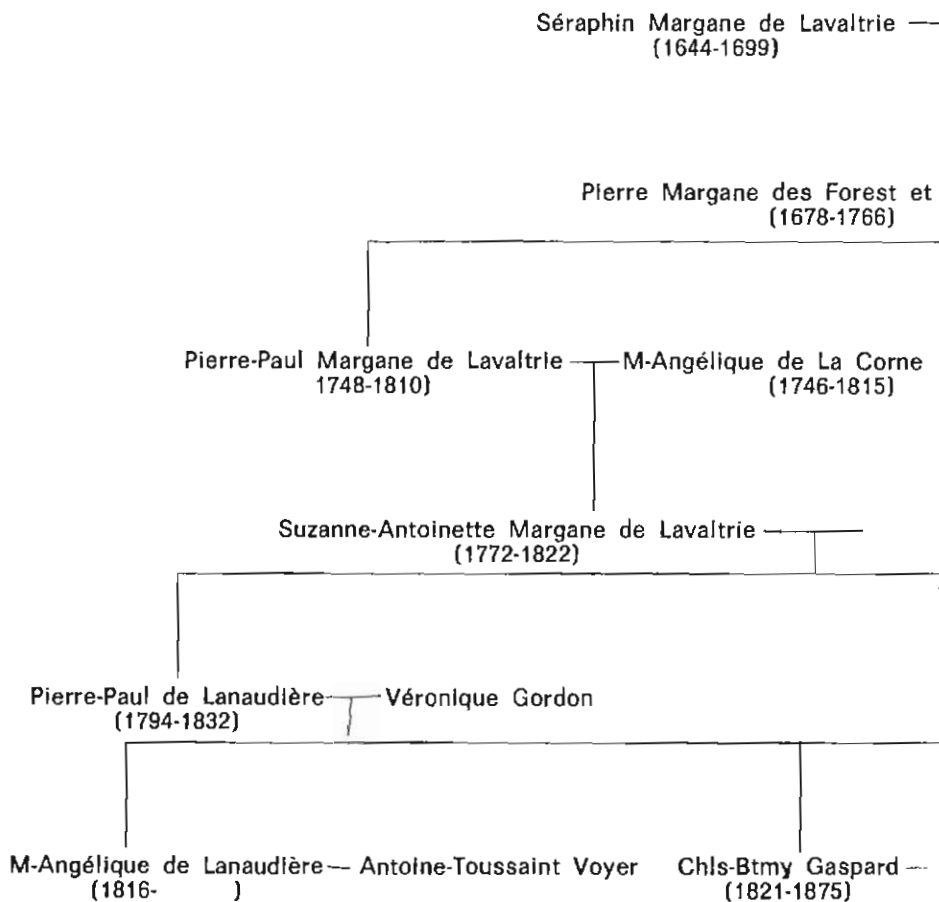 Séraphin Margane de Lavaltrie
(1644-1699)
Pierre Margane des Forest et
(1678-1766)
Pierre-Paul Margane de Lavaltrie
1748-1810)
M-Angélique de La Corne
(1746-1815)
Suzanne-Antoinette Margane de Lavaltrie
(1772-1822)
Pierre-Paul de Lanaudière
(1794-1832)
Véronique Gordon
M-Angélique de Lanaudière
(1816- )
Antoine-Toussaint Voyer
Chls-Btmy Gaspard
(1821-1875)